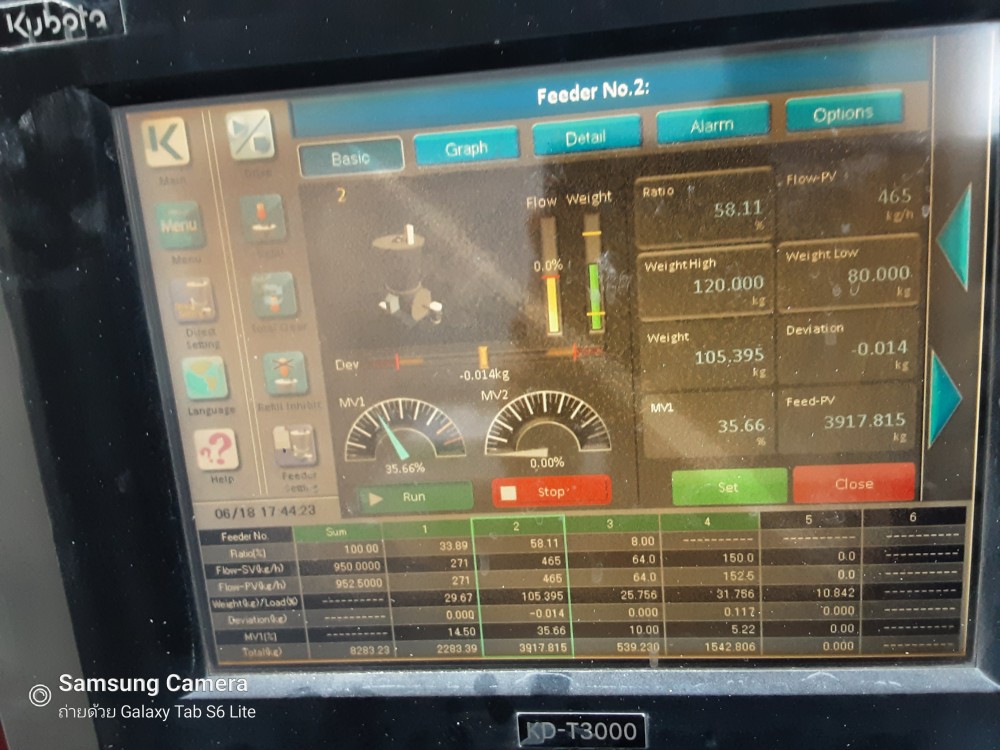 Kubota
Feeder No.2:
Basic Graph Detail Alarm Options
Main
Menu
Menu
Direct
Setting
Language
Help
Refill Inhibit
Feeder
2
Flow Weight
0.0%
Dev
-0.014kg
MV1 MV2
35.66% 0.00%
Run Stop
Ratio 58.11 %
Flow-PV 465 kg/h
Weight High 120.000 kg
Weight Low 80.000 kg
Weight 105.395 kg
Deviation -0.014 kg
MV1 35.66 %
Feed-PV 3917.815 kg
Set Close
06/18 17:44:23
Feeder No. Sum 1 2 3 4 5 6
Ratio(%) 100.00 33.89 58.11 8.00 ---------- ---------- ----------
Flow-SV(kg/h) 950.0000 271 465 64.0 150.0 0.0 ----------
Flow-PV(kg/h) 952.5000 271 465 64.0 152.5 0.0 ----------
Weight(kg)/Load(%) ---------- 29.67 105.395 25.756 31.756 10.842 ----------
Deviation(kg) ---------- 0.000 -0.014 0.000 0.117 0.000 ----------
MV1(%) ---------- 14.50 35.66 10.00 5.22 0.00 ----------
Total(kg) 8283.23 2283.39 3917.815 539.230 1542.806 0.000 ----------
Samsung Camera
ถ่ายด้วย Galaxy Tab S6 Lite
KD-T3000